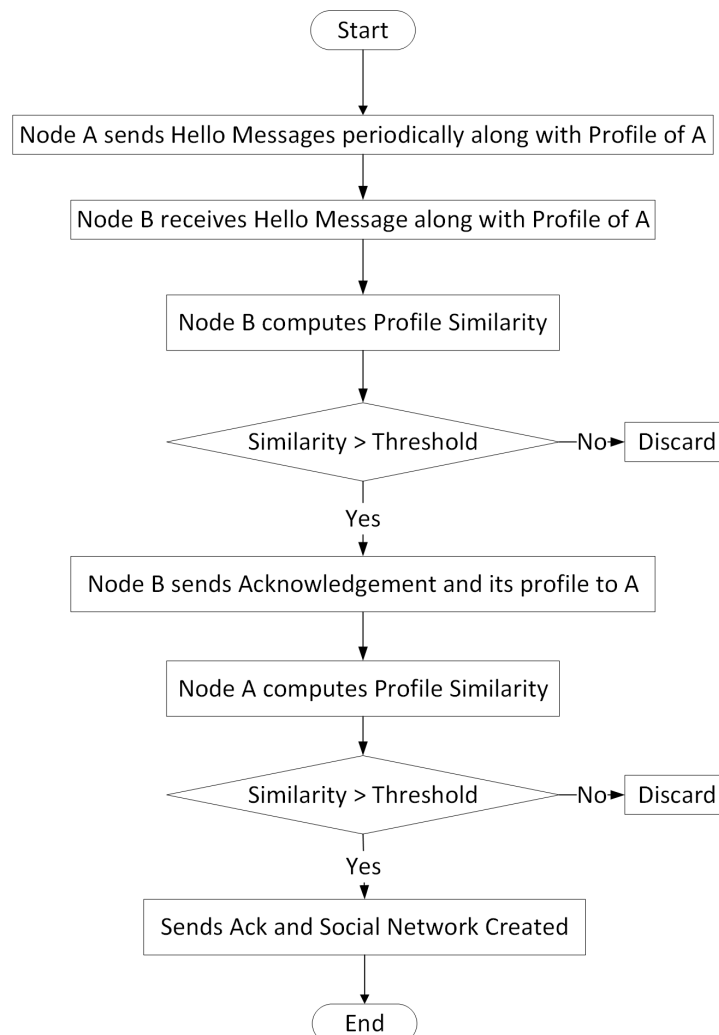 Start
Node A sends Hello Messages periodically along with Profile of A
Node B receives Hello Message along with Profile of A
Node B computes Profile Similarity
Similarity > Threshold
No
Discard
Yes
Node B sends Acknowledgement and its profile to A
Node A computes Profile Similarity
Similarity > Threshold
No
Discard
Yes
Sends Ack and Social Network Created
End